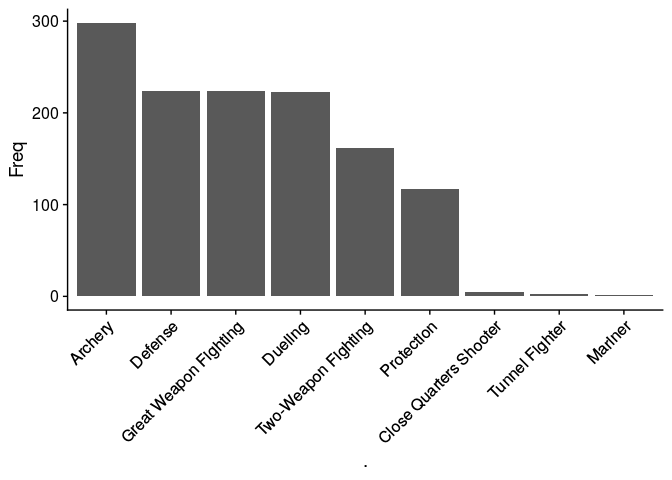 300
200
100
0
Freq
Archery
Defense
Great Weapon Fighting
Dueling
Two-Weapon Fighting
Protection
Close Quarters Shooter
Tunnel Fighter
Mariner
.